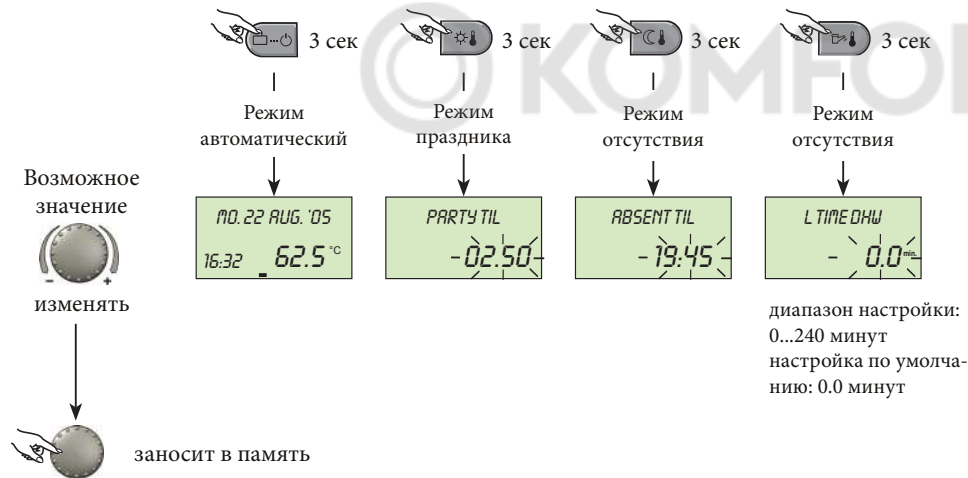 © KOMFOR
3 сек
3 сек
3 сек
3 сек
Режим
автоматический
Режим
праздника
Режим
отсутствия
Режим
отсутствия
Возможное
значение
- +
изменять
MO. 22 AUG. '05
16:32 62.5 °C
PARTY TIL
- 02.50
ABSENT TIL
- 19:45
L TIME DHW
- 0.0 min.
диапазон настройки:
0...240 минут
настройка по умолча-
нию: 0.0 минут
заносит в память